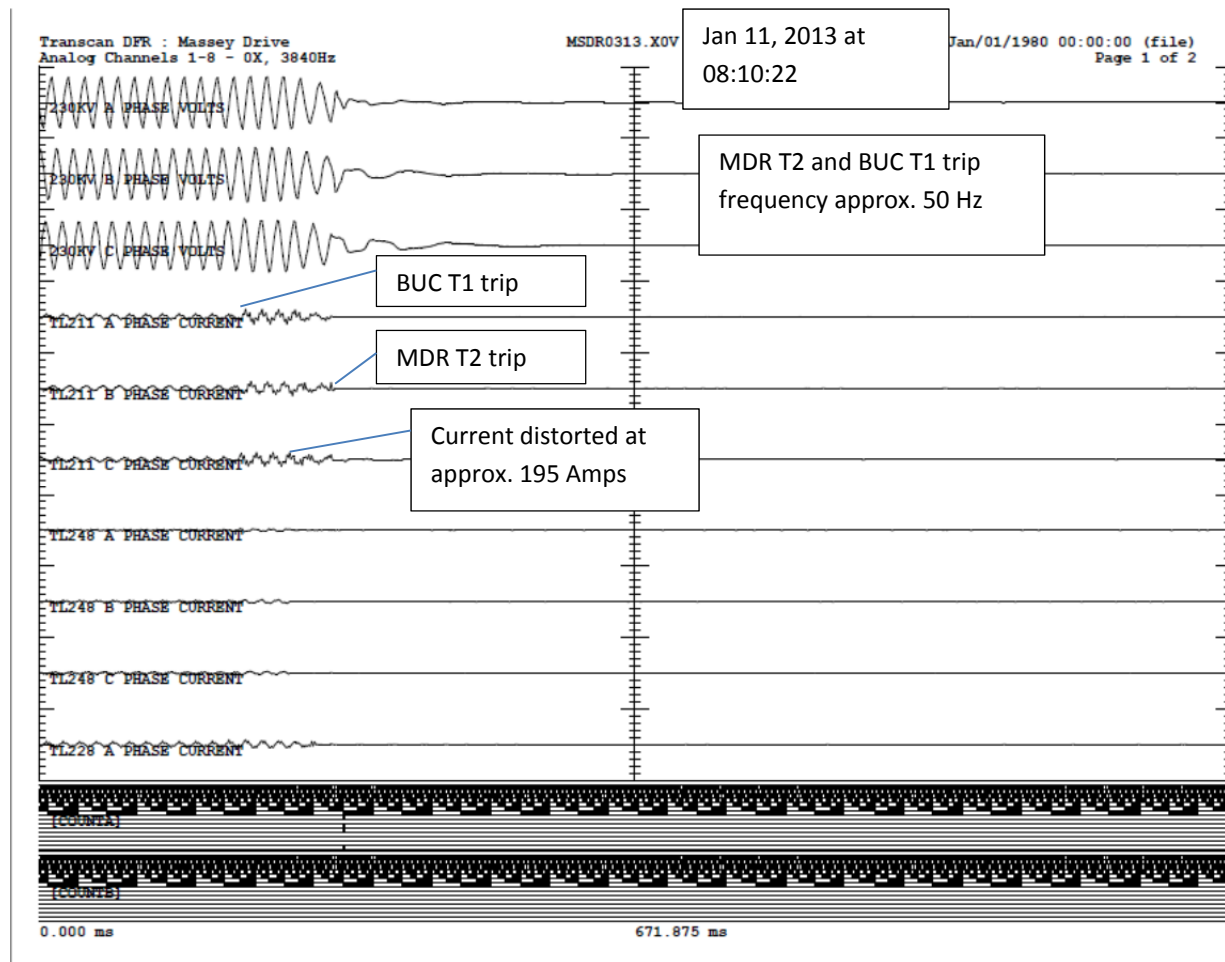 Transcan DFR : Massey Drive
MSDR0313.X0V
Jan/01/1980 00:00:00 (file)
Analog Channels 1-8 - 0X, 3840Hz
Page 1 of 2
Jan 11, 2013 at
08:10:22
230KV A PHASE VOLTS
MDR T2 and BUC T1 trip
frequency approx. 50 Hz
230KV B PHASE VOLTS
230KV C PHASE VOLTS
BUC T1 trip
TL211 A PHASE CURRENT
MDR T2 trip
TL211 B PHASE CURRENT
Current distorted at
approx. 195 Amps
TL211 C PHASE CURRENT
TL248 A PHASE CURRENT
TL248 B PHASE CURRENT
TL248 C PHASE CURRENT
TL228 A PHASE CURRENT
[COUNTA]
[COUNTB]
0.000 ms
671.875 ms